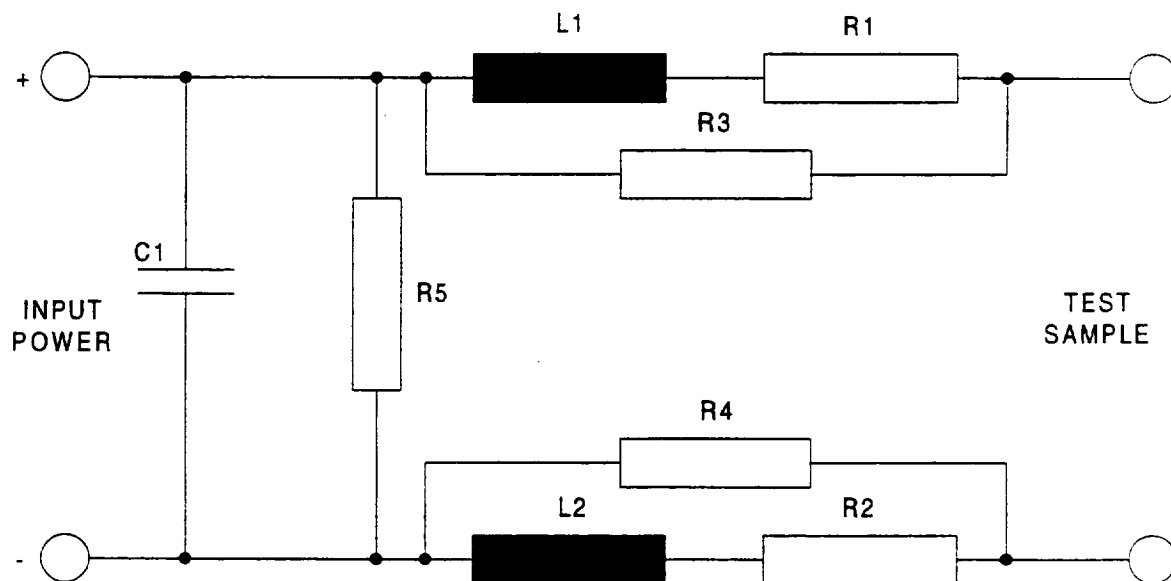 L1
R1
+
R3
C1
R5
INPUT
POWER
TEST
SAMPLE
R4
L2
R2
-